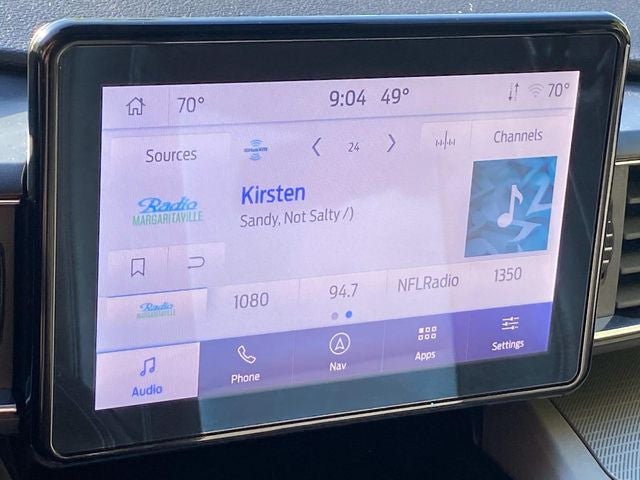 70° 9:04 49° 70°
Sources SiriusXM 24 Channels
Radio
MARGARITAVILLE
Kirsten
Sandy, Not Salty /)
Radio
MARGARITAVILLE
1080 94.7 NFLRadio 1350
Audio Phone Nav Apps Settings